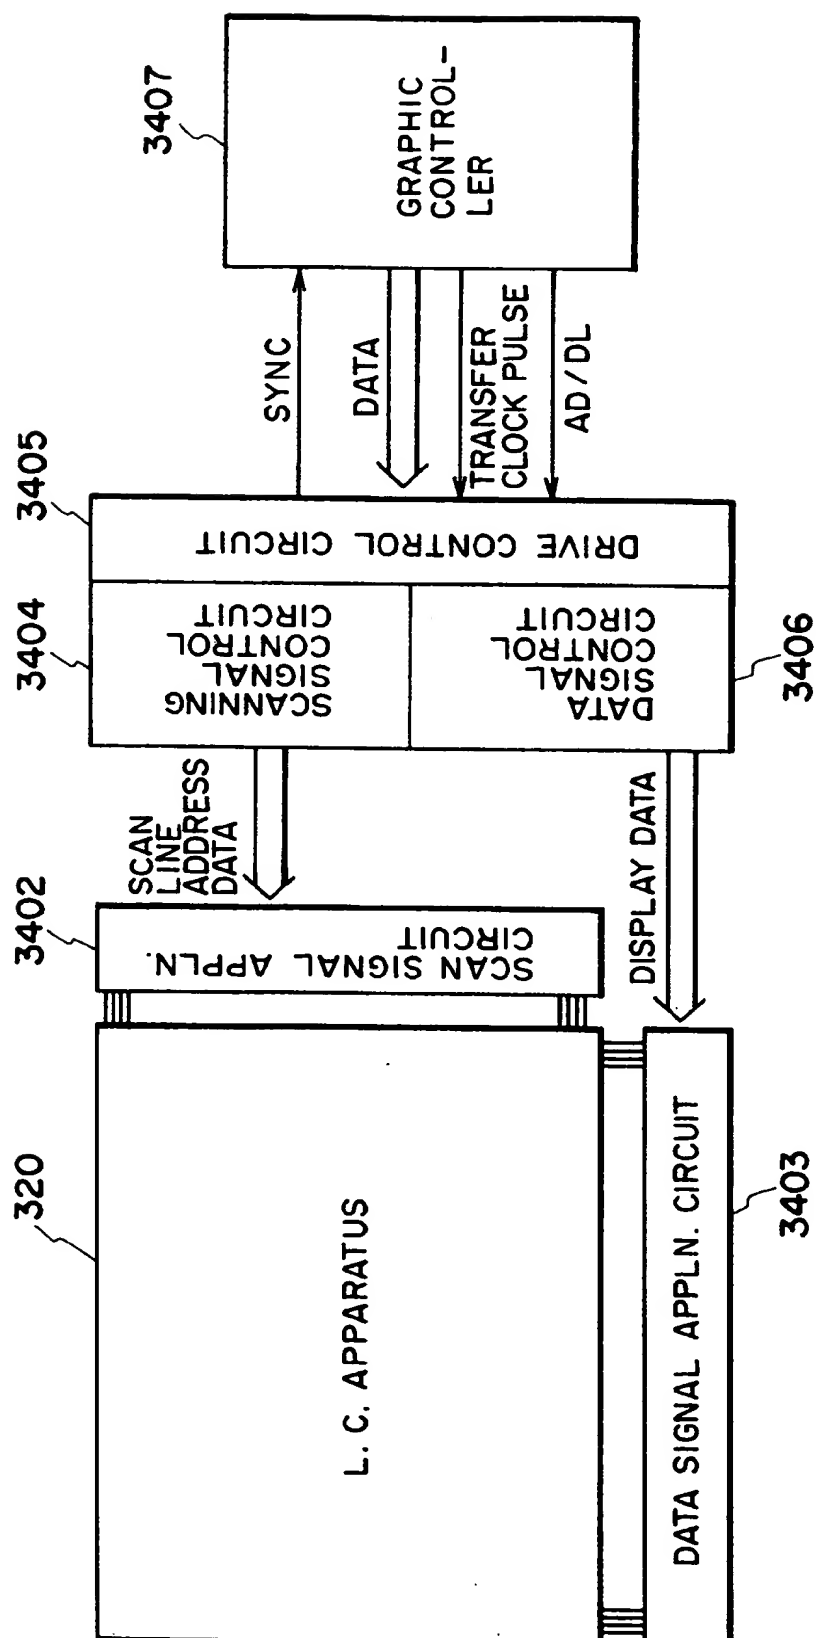 3407
GRAPHIC
CONTROL-
LER
SYNC
DATA
TRANSFER
CLOCK PULSE
AD/DL
3405
DRIVE CONTROL CIRCUIT
3404
SCANNING
SIGNAL
CONTROL
CIRCUIT
DATA
SIGNAL
CONTROL
CIRCUIT
3406
SCAN
LINE
ADDRESS
DATA
DISPLAY DATA
3402
SCAN SIGNAL APPLN.
CIRCUIT
320
L. C. APPARATUS
DATA SIGNAL APPLN. CIRCUIT
3403